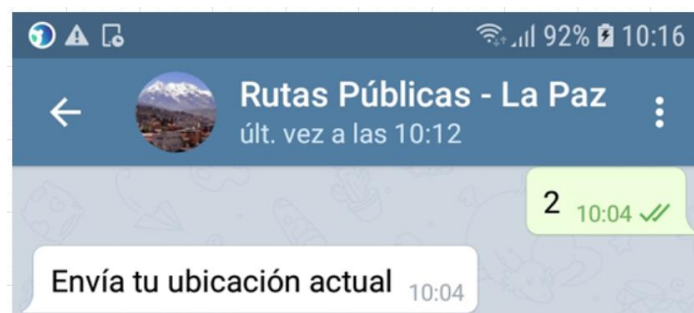 92% 10:16
Rutas Públicas - La Paz
últ. vez a las 10:12
2 10:04
Envía tu ubicación actual 10:04